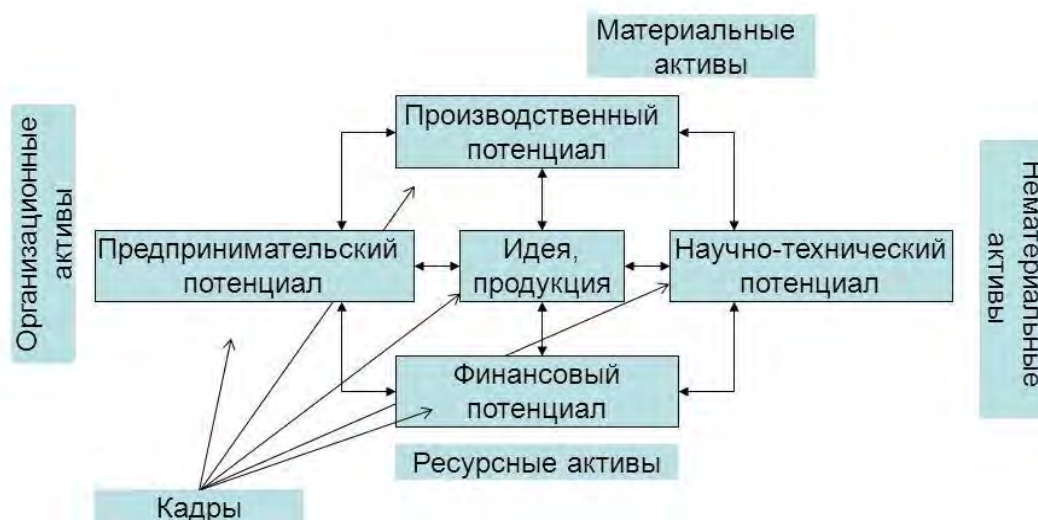 Материальные
активы
Производственный
потенциал
Организационные
активы
Предпринимательский
потенциал
Идея,
продукция
Научно-технический
потенциал
Нематериальные
активы
Финансовый
потенциал
Ресурсные активы
Кадры